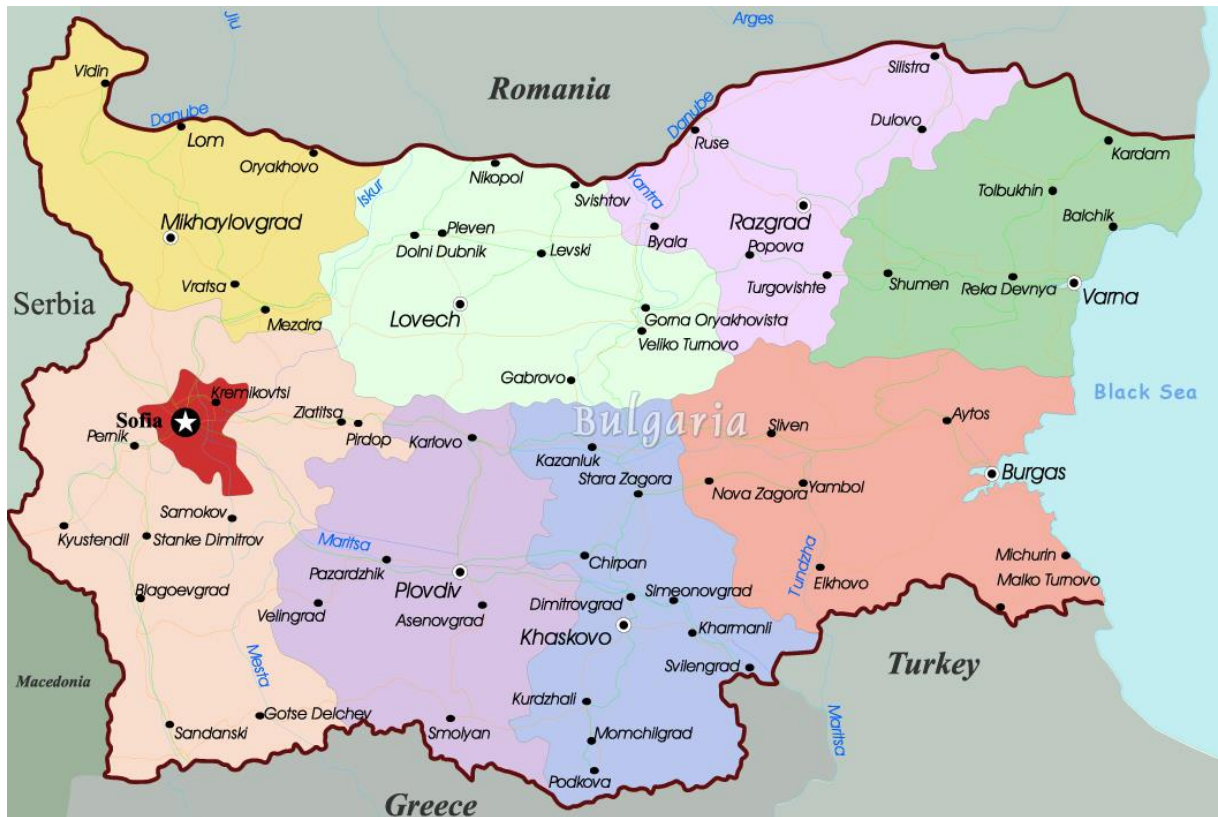 Jiu
Arges
Romania
Silistra
Vidin
Danube
Danube
Lom
Ruse
Dulovo
Oryakhovo
Kardam
Nikopol
Iskur
Yantra
Svishtov
Tolbukhin
Mikhaylovgrad
Razgrad
Balchik
Pleven
Byala
Dolni Dubnik
Levski
Popova
Vratsa
Turgovishte
Shumen
Reka Devnya
Varna
Serbia
Lovech
Mezdra
Gorna Oryakhovista
Veliko Turnovo
Gabrovo
Kremikovtsi
Black Sea
Sofia
Zlatitsa
Bulgaria
Aytos
Pernik
Pirdop
Karlovo
Sliven
Kazanluk
Stara Zagora
Burgas
Nova Zagora
Yambol
Samokov
Kyustendil
Stanke Dimitrov
Maritsa
Tundzha
Michurin
Pazardzhik
Chirpan
Malko Turnovo
Elkhovo
Blagoevgrad
Plovdiv
Simeonovgrad
Dimitrovgrad
Velingrad
Asenovgrad
Khaskovo
Kharmanli
Mesta
Svilengrad
Turkey
Macedonia
Kurdzhali
Gotse Delchev
Sandanski
Smolyan
Momchilgrad
Maritsa
Podkova
Greece